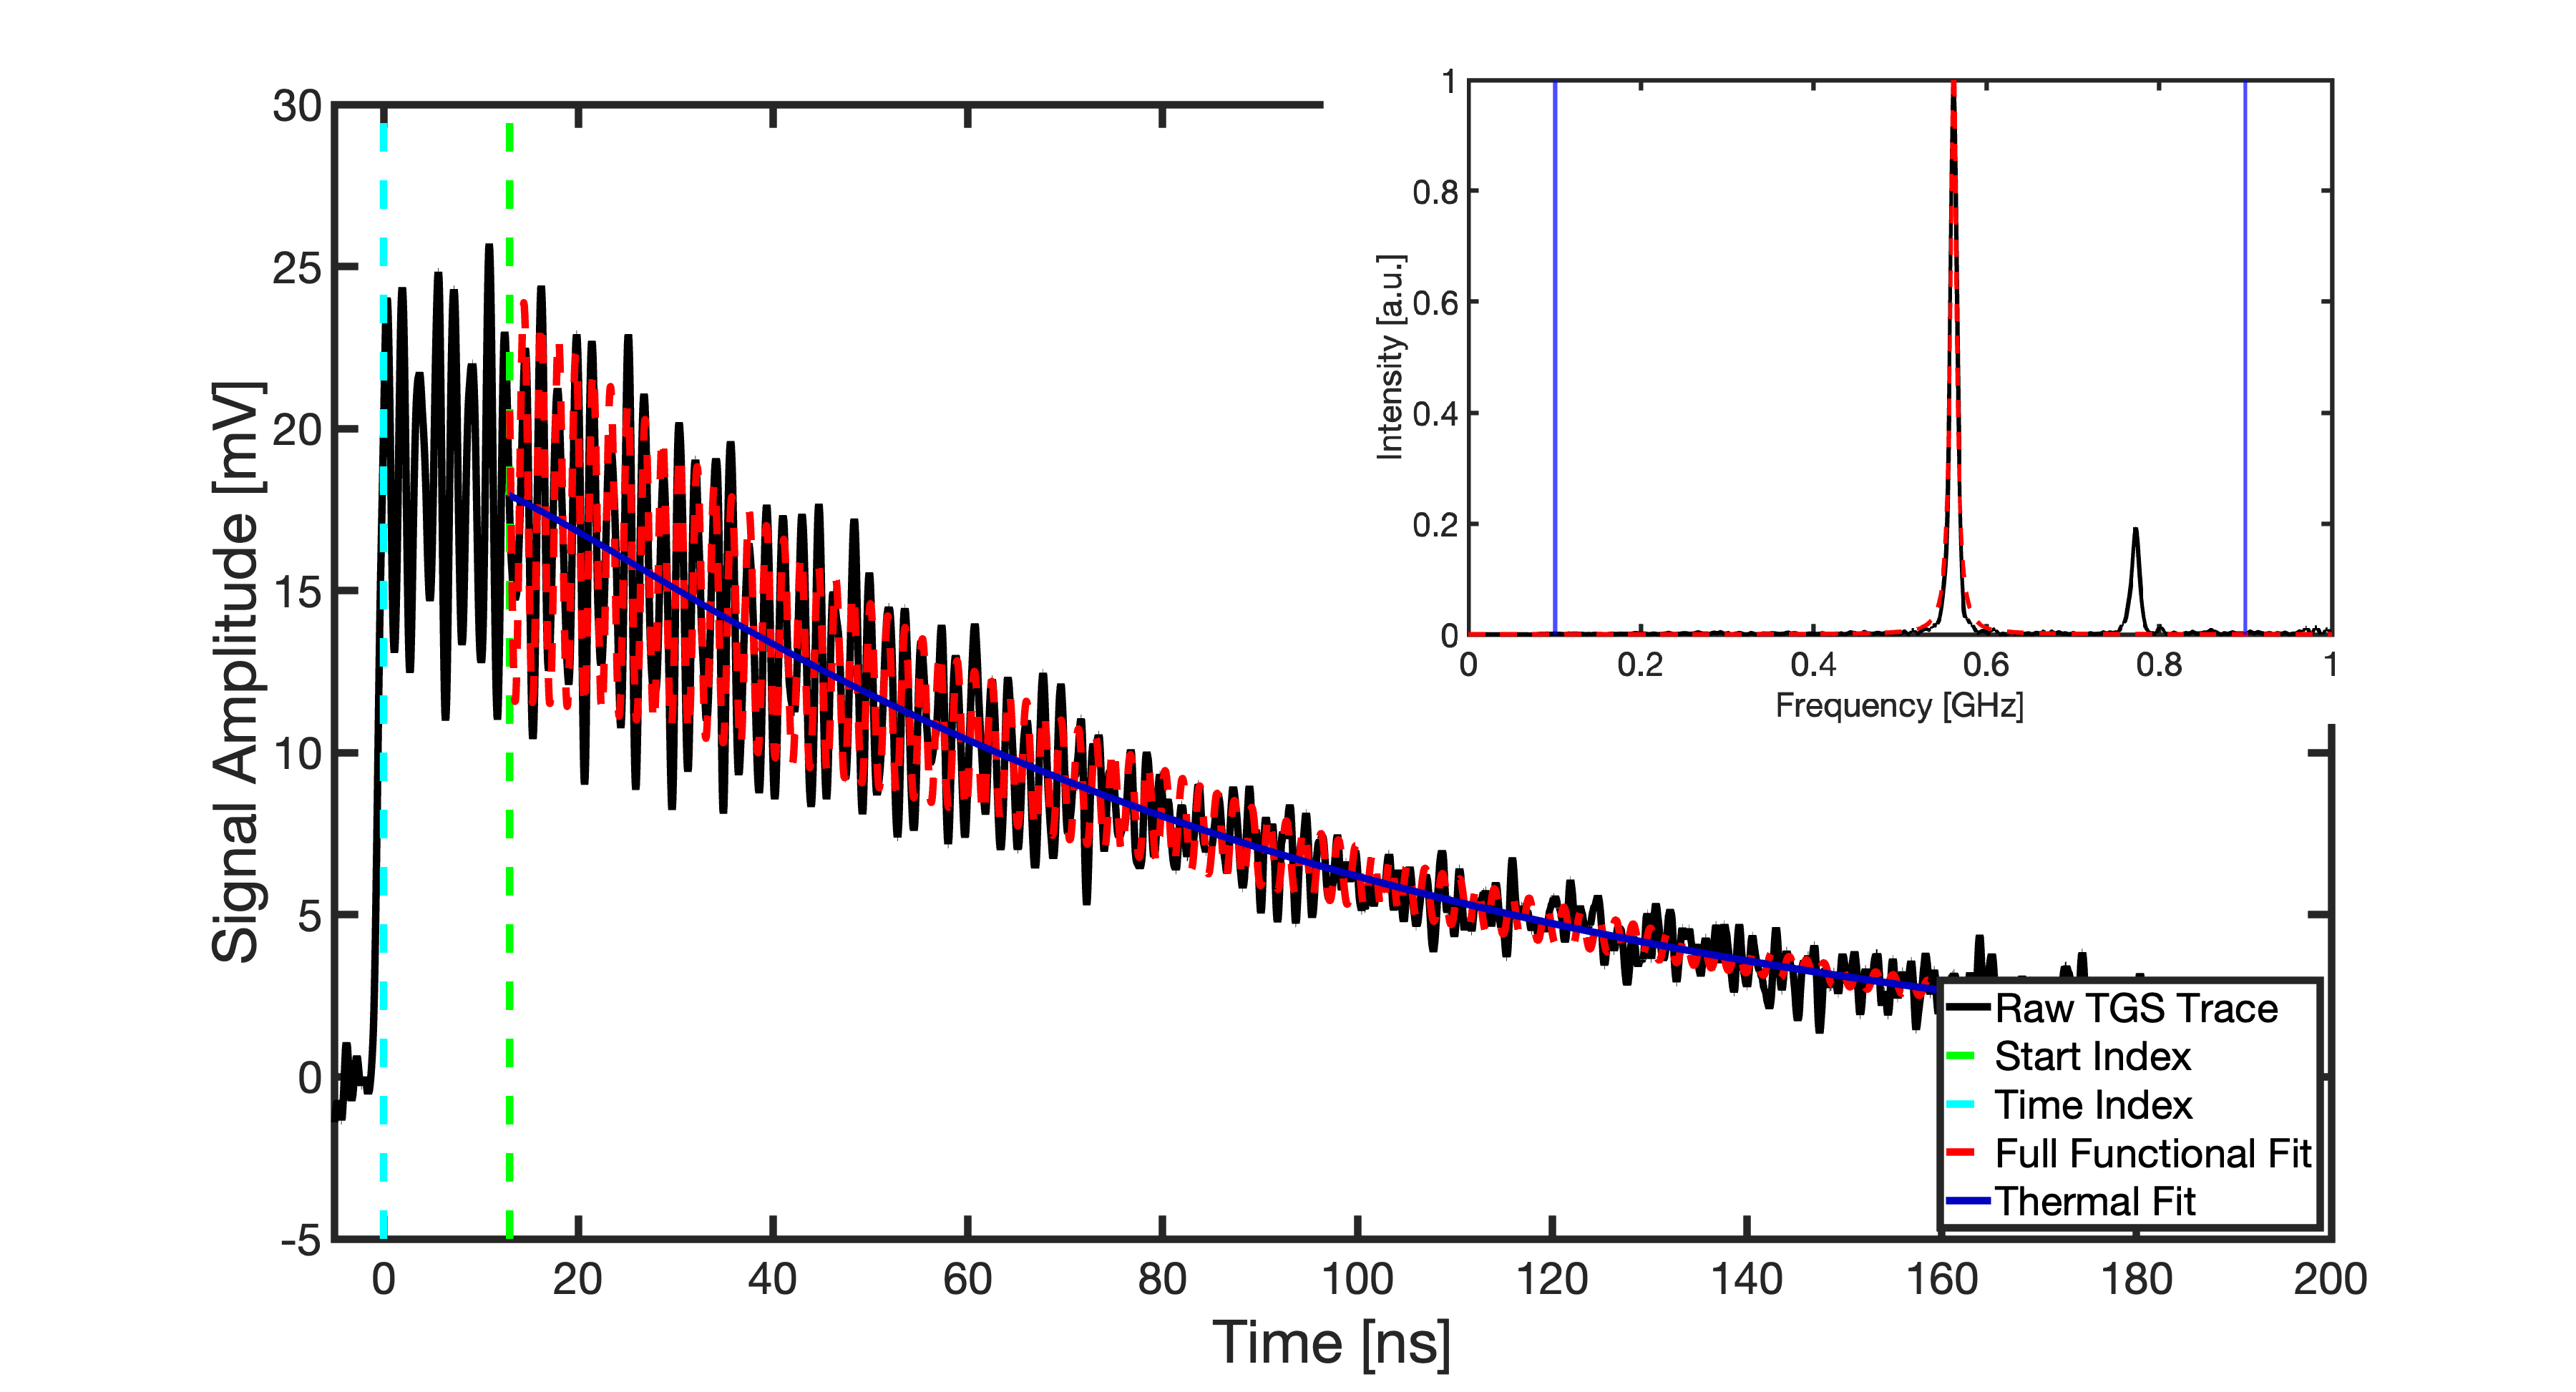 30
25
20
15
10
5
0
-5
Signal Amplitude [mV]
0 20 40 60 80 100 120 140 160 180 200
Time [ns]
1
0.8
0.6
0.4
0.2
0
Intensity [a.u.]
0 0.2 0.4 0.6 0.8 1
Frequency [GHz]
Raw TGS Trace
Start Index
Time Index
Full Functional Fit
Thermal Fit